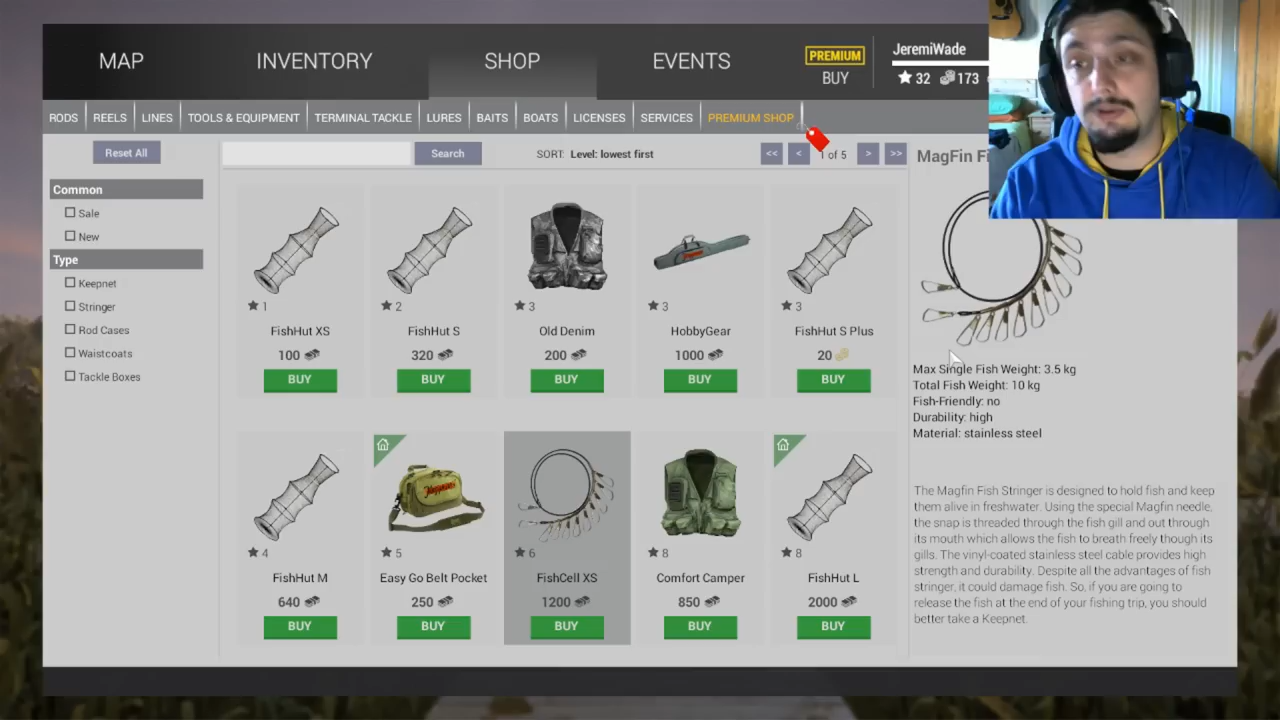 MAP
INVENTORY
SHOP
EVENTS
PREMIUM
BUY
JeremiWade
32
173
RODS
REELS
LINES
TOOLS & EQUIPMENT
TERMINAL TACKLE
LURES
BAITS
BOATS
LICENSES
SERVICES
PREMIUM SHOP
Reset All
Search
SORT: Level: lowest first
<<
<
1 of 5
>
>>
MagFin Fi
Common
Sale
New
Type
Keepnet
Stringer
Rod Cases
Waistcoats
Tackle Boxes
1
FishHut XS
100
BUY
2
FishHut S
320
BUY
3
Old Denim
200
BUY
3
HobbyGear
1000
BUY
3
FishHut S Plus
20
BUY
4
FishHut M
640
BUY
5
Easy Go Belt Pocket
250
BUY
6
FishCell XS
1200
BUY
8
Comfort Camper
850
BUY
8
FishHut L
2000
BUY
Max Single Fish Weight: 3.5 kg
Total Fish Weight: 10 kg
Fish-Friendly: no
Durability: high
Material: stainless steel
The Magfin Fish Stringer is designed to hold fish and keep
them alive in freshwater. Using the special Magfin needle,
the snap is threaded through the fish gill and out through
its mouth which allows the fish to breath freely though its
gills. The vinyl-coated stainless steel cable provides high
strength and durability. Despite all the advantages of fish
stringer, it could damage fish. So, if you are going to
release the fish at the end of your fishing trip, you should
better take a Keepnet.